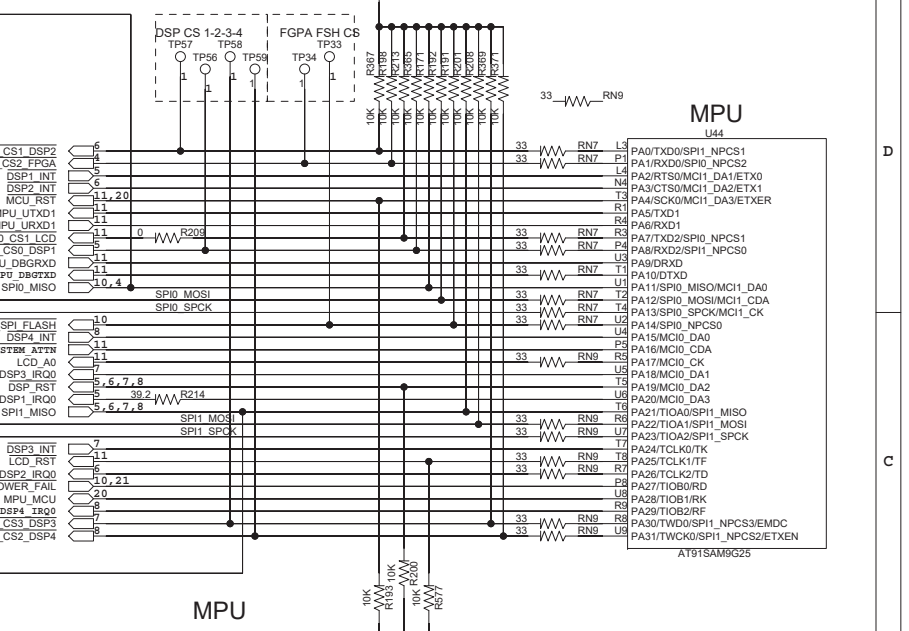 DSP CS 1-2-3-4 FGPA FSH CS
TP57 TP58 TP33
TP56 TP59 TP34
1 1 1 1 1 1
R367 R198 R213 R365 R171 R192 R191 R201 R208 R369 R371
10K 10K 10K 10K 10K 10K 10K 10K 10K 10K 10K
33 RN9
MPU
U44
D
CS1_DSP2 6 33 RN7 L3 PA0/TXD0/SPI1_NPCS1
CS2_FPGA 4 33 RN7 P1 PA1/RXD0/SPI1_NPCS2
DSP1_INT 5 L4 PA2/RTS0/MCI1_DA1/ETX0
DSP2_INT 6 N4 PA3/CTS0/MCI1_DA2/ETX1
MCU_RST 11,20 T3 PA4/SCK0/MCI1_DA3/ETXER
MPU_UTXD1 11 R1 PA5/TXD1
MPU_URXD1 11 R4 PA6/RXD1
0_CS1_LCD 11 0 R209 33 RN7 R3 PA7/TXD2/SPI0_NPCS1
CS0_DSP1 5 33 RN7 P4 PA8/RXD2/SPI1_NPCS0
U_DBGRXD 11 U3 PA9/DRXD
PU_DBGTXD 11 33 RN7 T1 PA10/DTXD
SPI0_MISO 10,4 U1 PA11/SPI0_MISO/MCI1_DA0
SPI0_MOSI 33 RN7 T2 PA12/SPI0_MOSI/MCI1_CDA
SPI0_SPCK 33 RN7 T4 PA13/SPI0_SPCK/MCI1_CK
SPI_FLASH 10 33 RN7 U2 PA14/SPI0_NPCS0
DSP4_INT 8 U4 PA15/MCI0_DA0
STEM_ATTN 11 P5 PA16/MCI0_CDA
LCD_A0 11 33 RN9 R5 PA17/MCI0_CK
DSP3_IRQ0 7 U5 PA18/MCI0_DA1
DSP_RST 5,6,7,8 T5 PA19/MCI0_DA2
DSP1_IRQ0 5 39.2 R214 U6 PA20/MCI0_DA3
SPI1_MISO 5,6,7,8 T6 PA21/TIOA0/SPI1_MISO
SPI1_MOSI 33 RN9 R6 PA22/TIOA1/SPI1_MOSI
SPI1_SPCK 33 RN9 U7 PA23/TIOA2/SPI1_SPCK
DSP3_INT 7 T7 PA24/TCLK0/TK
LCD_RST 11 33 RN9 T8 PA25/TCLK1/TF
C
DSP2_IRQ0 6 33 RN9 R7 PA26/TCLK2/TD
OWER_FAIL 10,21 P8 PA27/TIOB0/RD
MPU_MCU 20 U8 PA28/TIOB1/RK
DSP4_IRQ0 8 R9 PA29/TIOB2/RF
CS3_DSP3 7 33 RN9 R8 PA30/TWD0/SPI1_NPCS3/EMDC
CS2_DSP4 8 33 RN9 U9 PA31/TWCK0/SPI1_NPCS2/ETXEN
AT91SAM9G25
10K R193 10K R200 10K R577
MPU